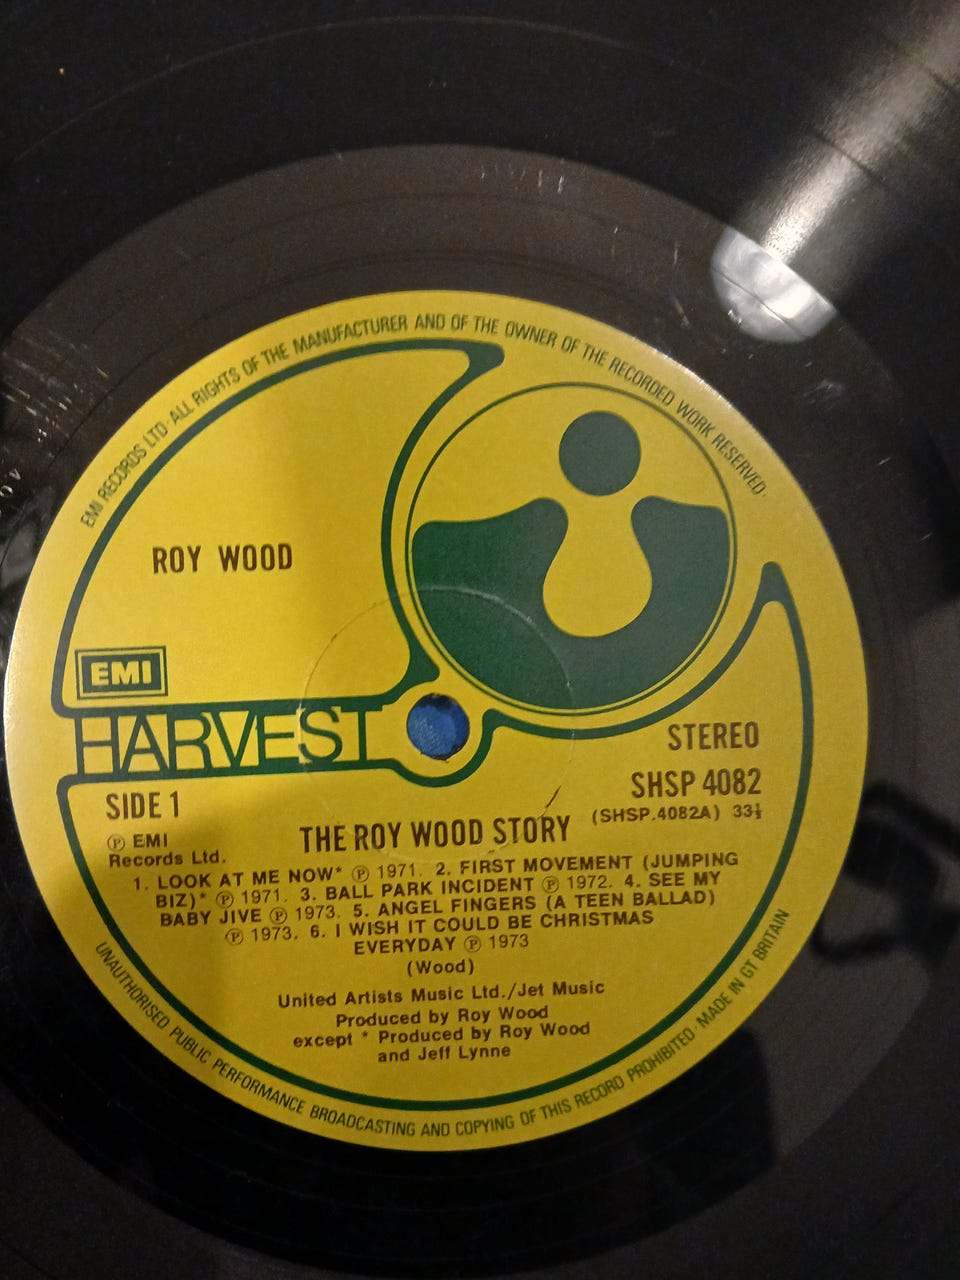 EMI RECORDS LTD · ALL RIGHTS OF THE MANUFACTURER AND OF THE OWNER OF THE RECORDED WORK RESERVED ·
ROY WOOD
EMI
HARVEST
STEREO
SHSP 4082
(SHSP.4082A) 33⅓
SIDE 1
Ⓟ EMI
Records Ltd.
THE ROY WOOD STORY
1. LOOK AT ME NOW* Ⓟ 1971. 2. FIRST MOVEMENT (JUMPING
BIZ)* Ⓟ 1971. 3. BALL PARK INCIDENT Ⓟ 1972. 4. SEE MY
BABY JIVE Ⓟ 1973. 5. ANGEL FINGERS (A TEEN BALLAD)
Ⓟ 1973. 6. I WISH IT COULD BE CHRISTMAS
EVERYDAY Ⓟ 1973
(Wood)
United Artists Music Ltd./Jet Music
Produced by Roy Wood
except * Produced by Roy Wood
and Jeff Lynne
UNAUTHORISED PUBLIC PERFORMANCE BROADCASTING AND COPYING OF THIS RECORD PROHIBITED · MADE IN GT BRITAIN